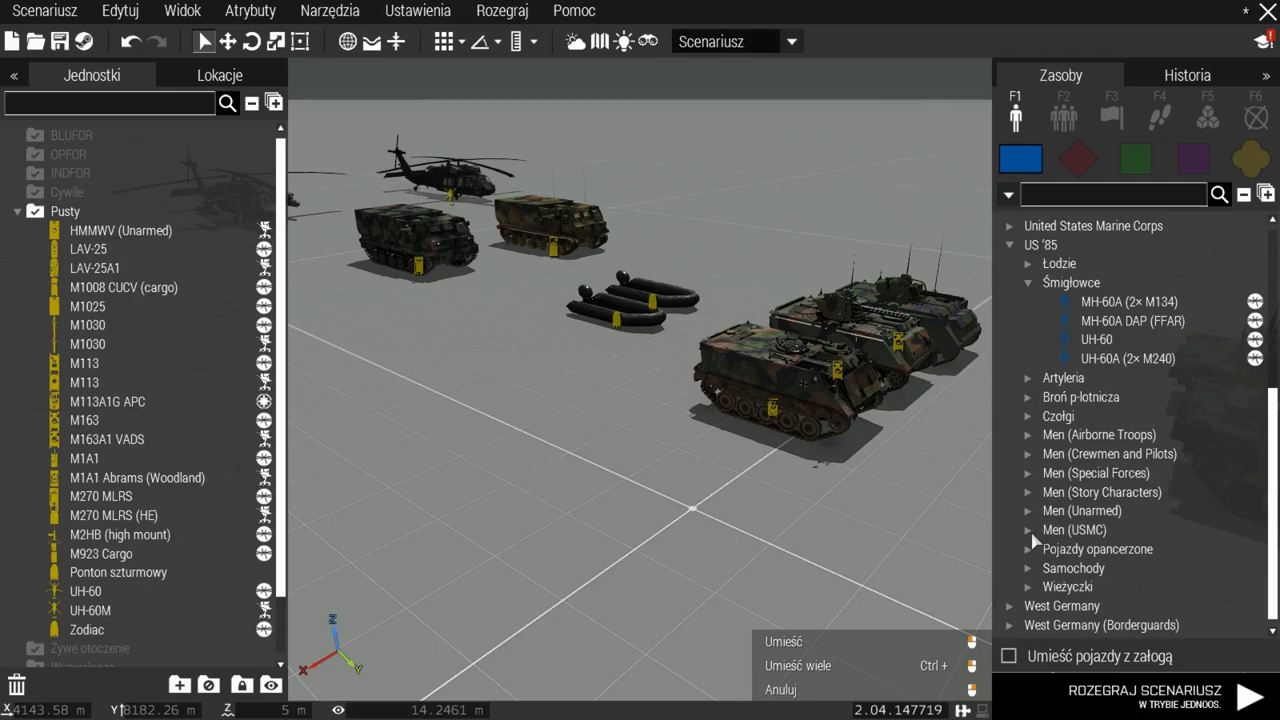 Scenariusz Edytuj Widok Atrybuty Narzędzia Ustawienia Rozegraj Pomoc *
Scenariusz
« Jednostki Lokacje
Zasoby Historia »
F1 F2 F3 F4 F5 F6
BLUFOR
OPFOR
INDFOR
Cywile
Pusty
HMMWV (Unarmed)
LAV-25
LAV-25A1
M1008 CUCV (cargo)
M1025
M1030
M1030
M113
M113
M113A1G APC
M163
M163A1 VADS
M1A1
M1A1 Abrams (Woodland)
M270 MLRS
M270 MLRS (HE)
M2HB (high mount)
M923 Cargo
Ponton szturmowy
UH-60
UH-60M
Zodiac
Żywe otoczenie
Wyzwalacze
United States Marine Corps
US '85
Łodzie
Śmigłowce
MH-60A (2× M134)
MH-60A DAP (FFAR)
UH-60
UH-60A (2× M240)
Artyleria
Broń p-lotnicza
Czołgi
Men (Airborne Troops)
Men (Crewmen and Pilots)
Men (Special Forces)
Men (Story Characters)
Men (Unarmed)
Men (USMC)
Pojazdy opancerzone
Samochody
Wieżyczki
West Germany
West Germany (Borderguards)
Z
X
Y
Umieść
Umieść wiele Ctrl +
Anuluj
Umieść pojazdy z załogą
ROZEGRAJ SCENARIUSZ
W TRYBIE JEDNOOS.
X 4143.58 m Y 8182.26 m Z 5 m 14.2461 m 2.04.147719